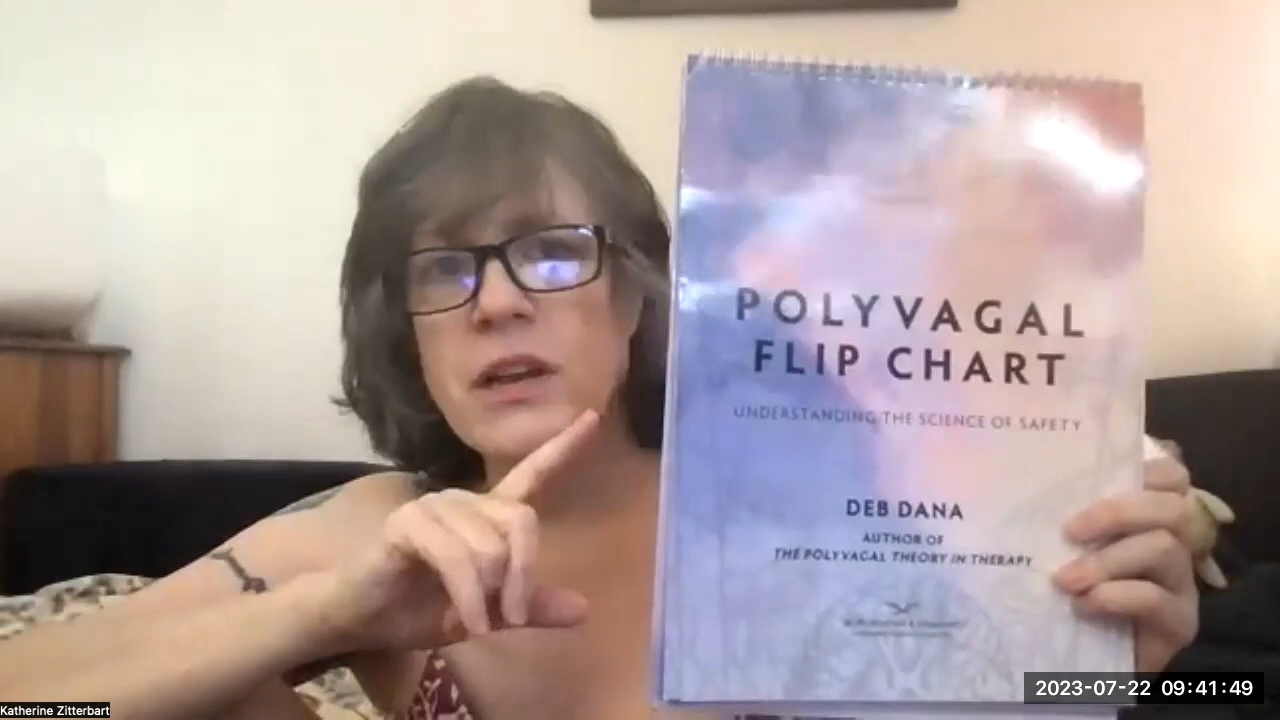 POLYVAGAL
FLIP CHART
UNDERSTANDING THE SCIENCE OF SAFETY
DEB DANA
AUTHOR OF
THE POLYVAGAL THEORY IN THERAPY
2023-07-22 09:41:49
Katherine Zitterbart